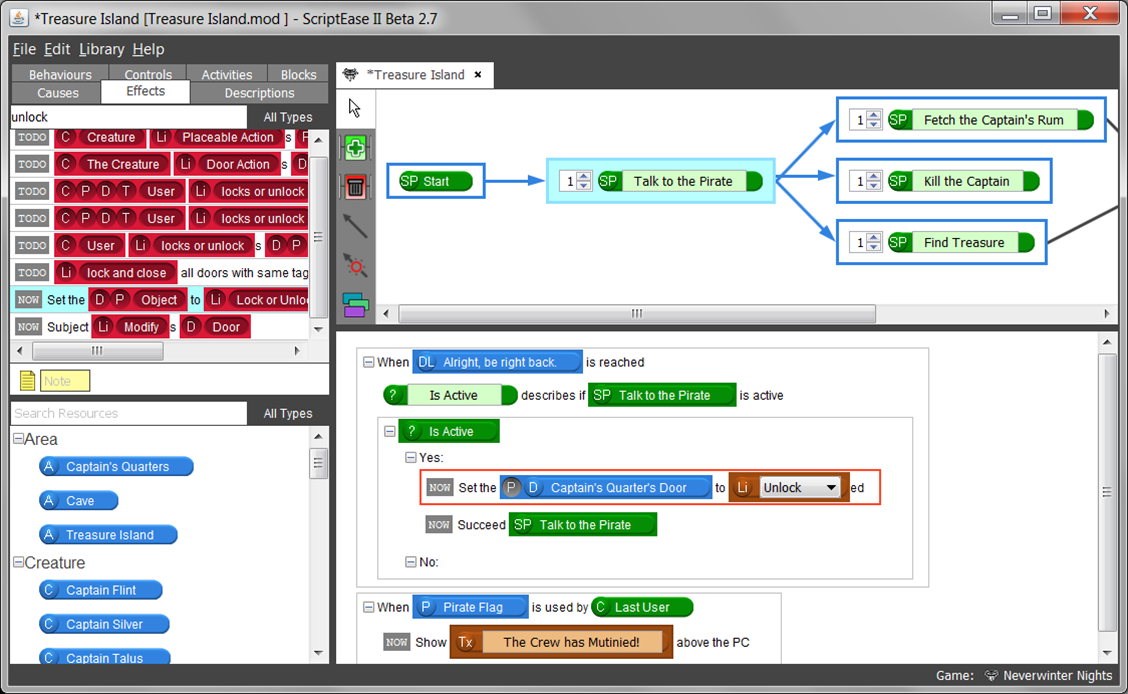 *Treasure Island [Treasure Island.mod ] - ScriptEase II Beta 2.7
File Edit Library Help
Behaviours Controls Activities Blocks
Causes Effects Descriptions
unlock All Types
TODO C Creature Li Placeable Action s P
TODO C The Creature Li Door Action s D
TODO C P D T User Li locks or unlock
TODO C P D T User Li locks or unlock
TODO C User Li locks or unlock s D P
TODO Li lock and close all doors with same tag
NOW Set the D P Object to Li Lock or Unlo
NOW Subject Li Modify s D Door
Note
Search Resources All Types
Area
A Captain's Quarters
A Cave
A Treasure Island
Creature
C Captain Flint
C Captain Silver
C Captain Talus
*Treasure Island x
SP Start
1 SP Talk to the Pirate
1 SP Fetch the Captain's Rum
1 SP Kill the Captain
1 SP Find Treasure
When DL Alright, be right back. is reached
? Is Active describes if SP Talk to the Pirate is active
? Is Active
Yes:
NOW Set the P D Captain's Quarter's Door to Li Unlock ed
NOW Succeed SP Talk to the Pirate
No:
When P Pirate Flag is used by C Last User
NOW Show Tx The Crew has Mutinied! above the PC
Game: Neverwinter Nights